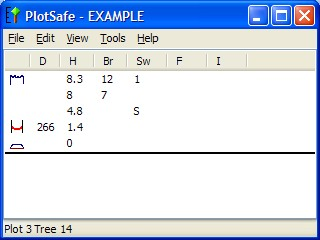 PlotSafe - EXAMPLE
File Edit View Tools Help
D H Br Sw F I
8.3 12 1
8 7
4.8 S
266 1.4
0
Plot 3 Tree 14